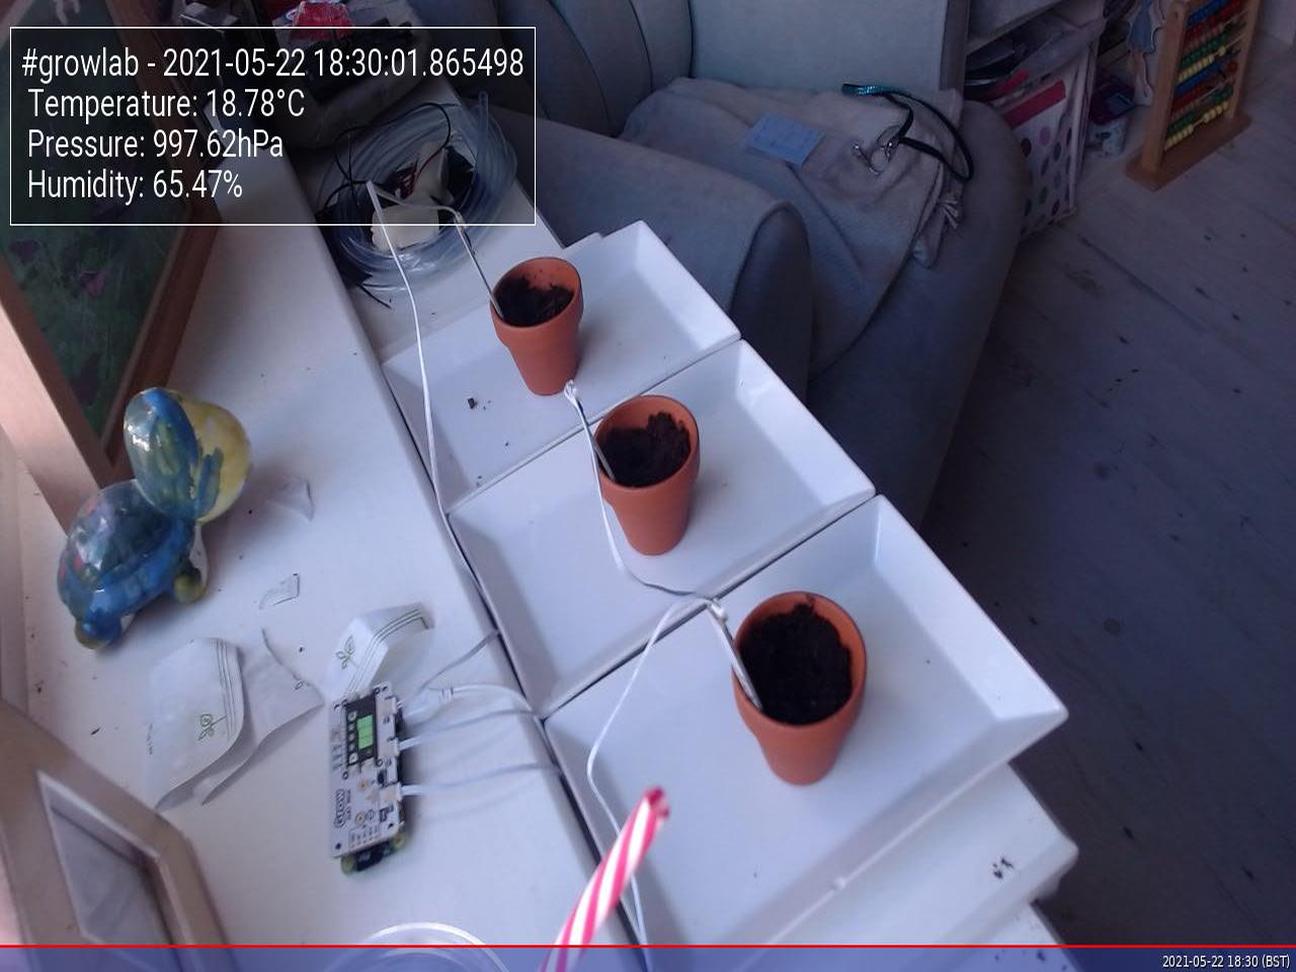 #growlab - 2021-05-22 18:30:01.865498
Temperature: 18.78°C
Pressure: 997.62hPa
Humidity: 65.47%
2021-05-22 18:30 (BST)